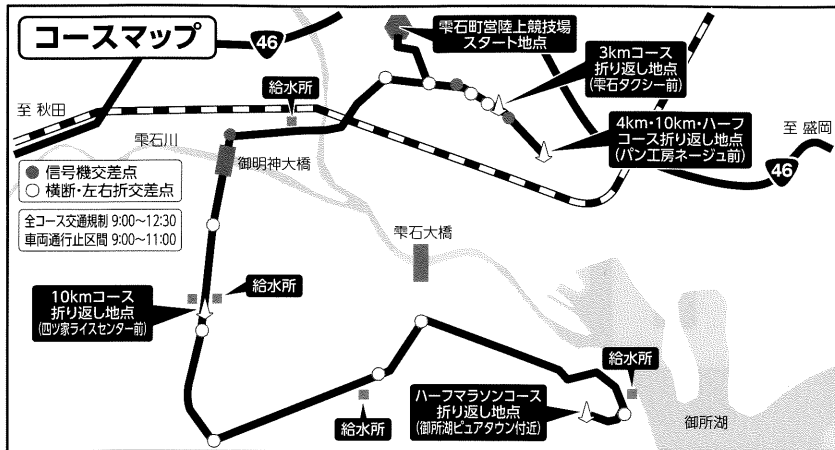 コースマップ
46
雫石町営陸上競技場
スタート地点
3kmコース
折り返し地点
(雫石タクシー前)
給水所
至 秋田
雫石川
4km・10km・ハーフ
コース折り返し地点
(パン工房ネージュ前)
至 盛岡
46
信号機交差点
横断・左右折交差点
御明神大橋
全コース交通規制 9:00〜12:30
車両通行止区間 9:00〜11:00
雫石大橋
10kmコース
折り返し地点
(四ツ家ライスセンター前)
給水所
給水所
ハーフマラソンコース
折り返し地点
(御所湖ピュアタウン付近)
給水所
御所湖